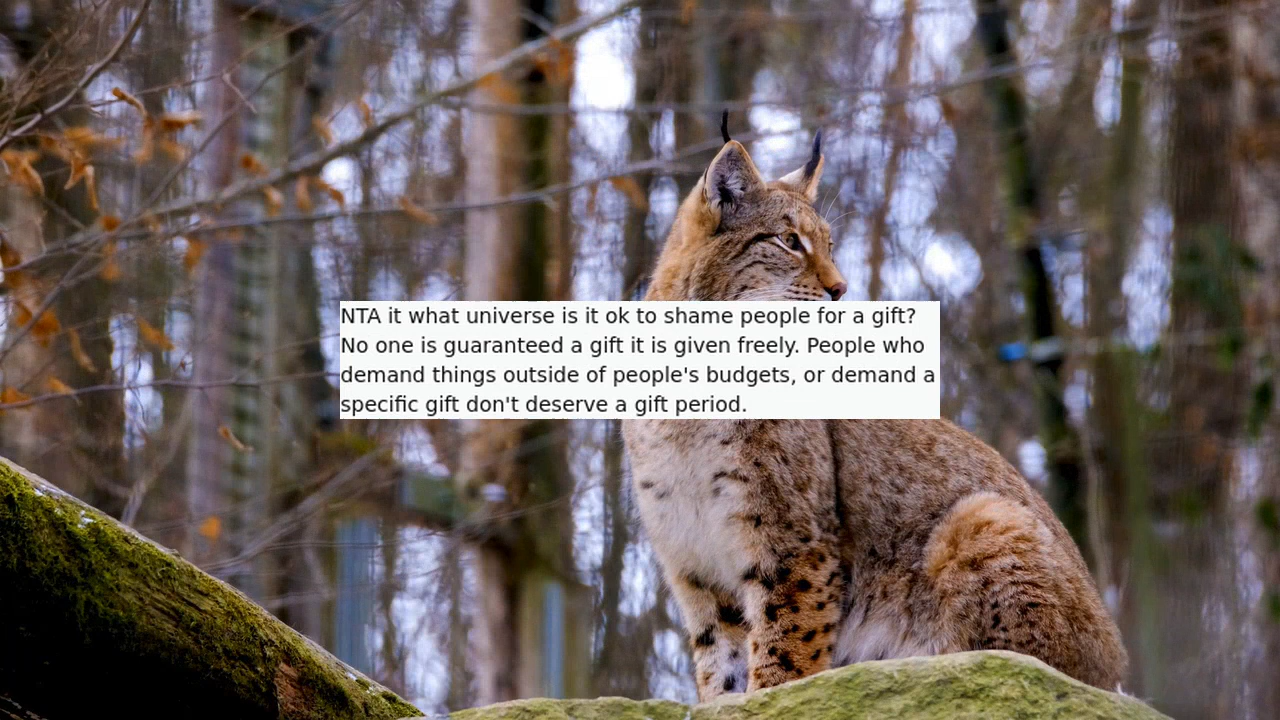 NTA it what universe is it ok to shame people for a gift?
No one is guaranteed a gift it is given freely. People who
demand things outside of people's budgets, or demand a
specific gift don't deserve a gift period.